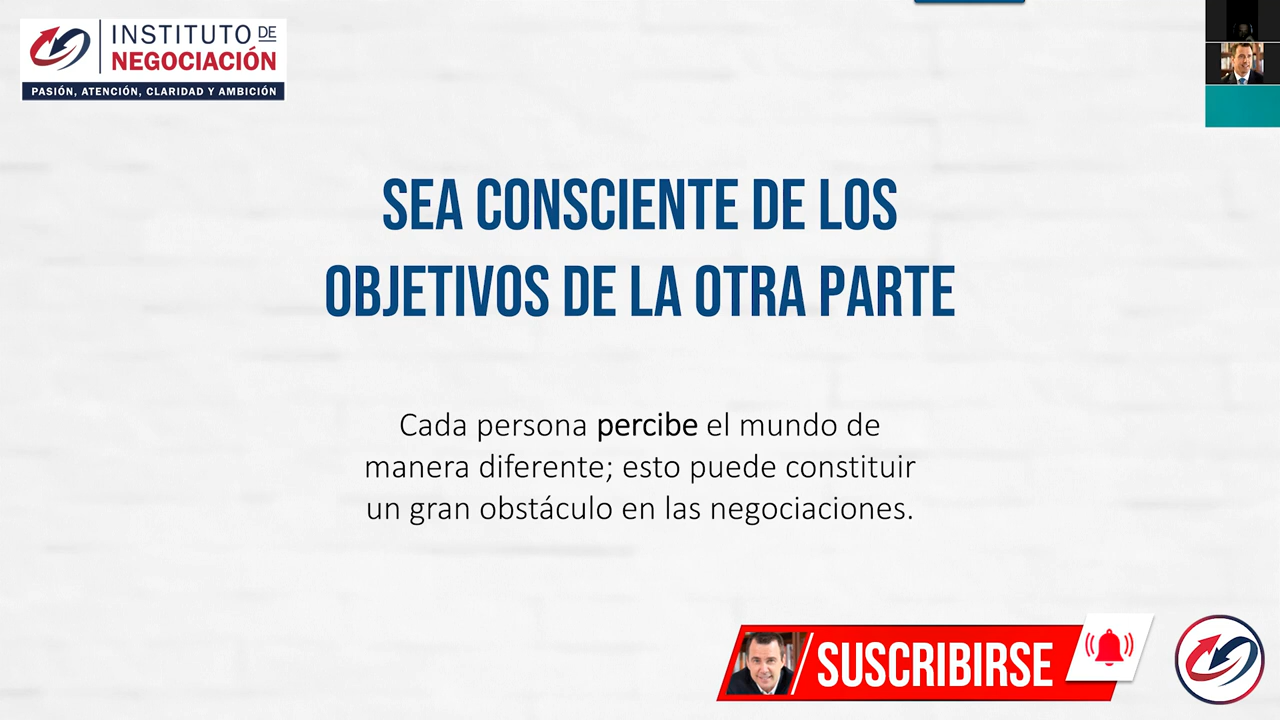 INSTITUTO DE
NEGOCIACIÓN
PASIÓN, ATENCIÓN, CLARIDAD Y AMBICIÓN
SEA CONSCIENTE DE LOS
OBJETIVOS DE LA OTRA PARTE
Cada persona percibe el mundo de
manera diferente; esto puede constituir
un gran obstáculo en las negociaciones.
SUSCRIBIRSE